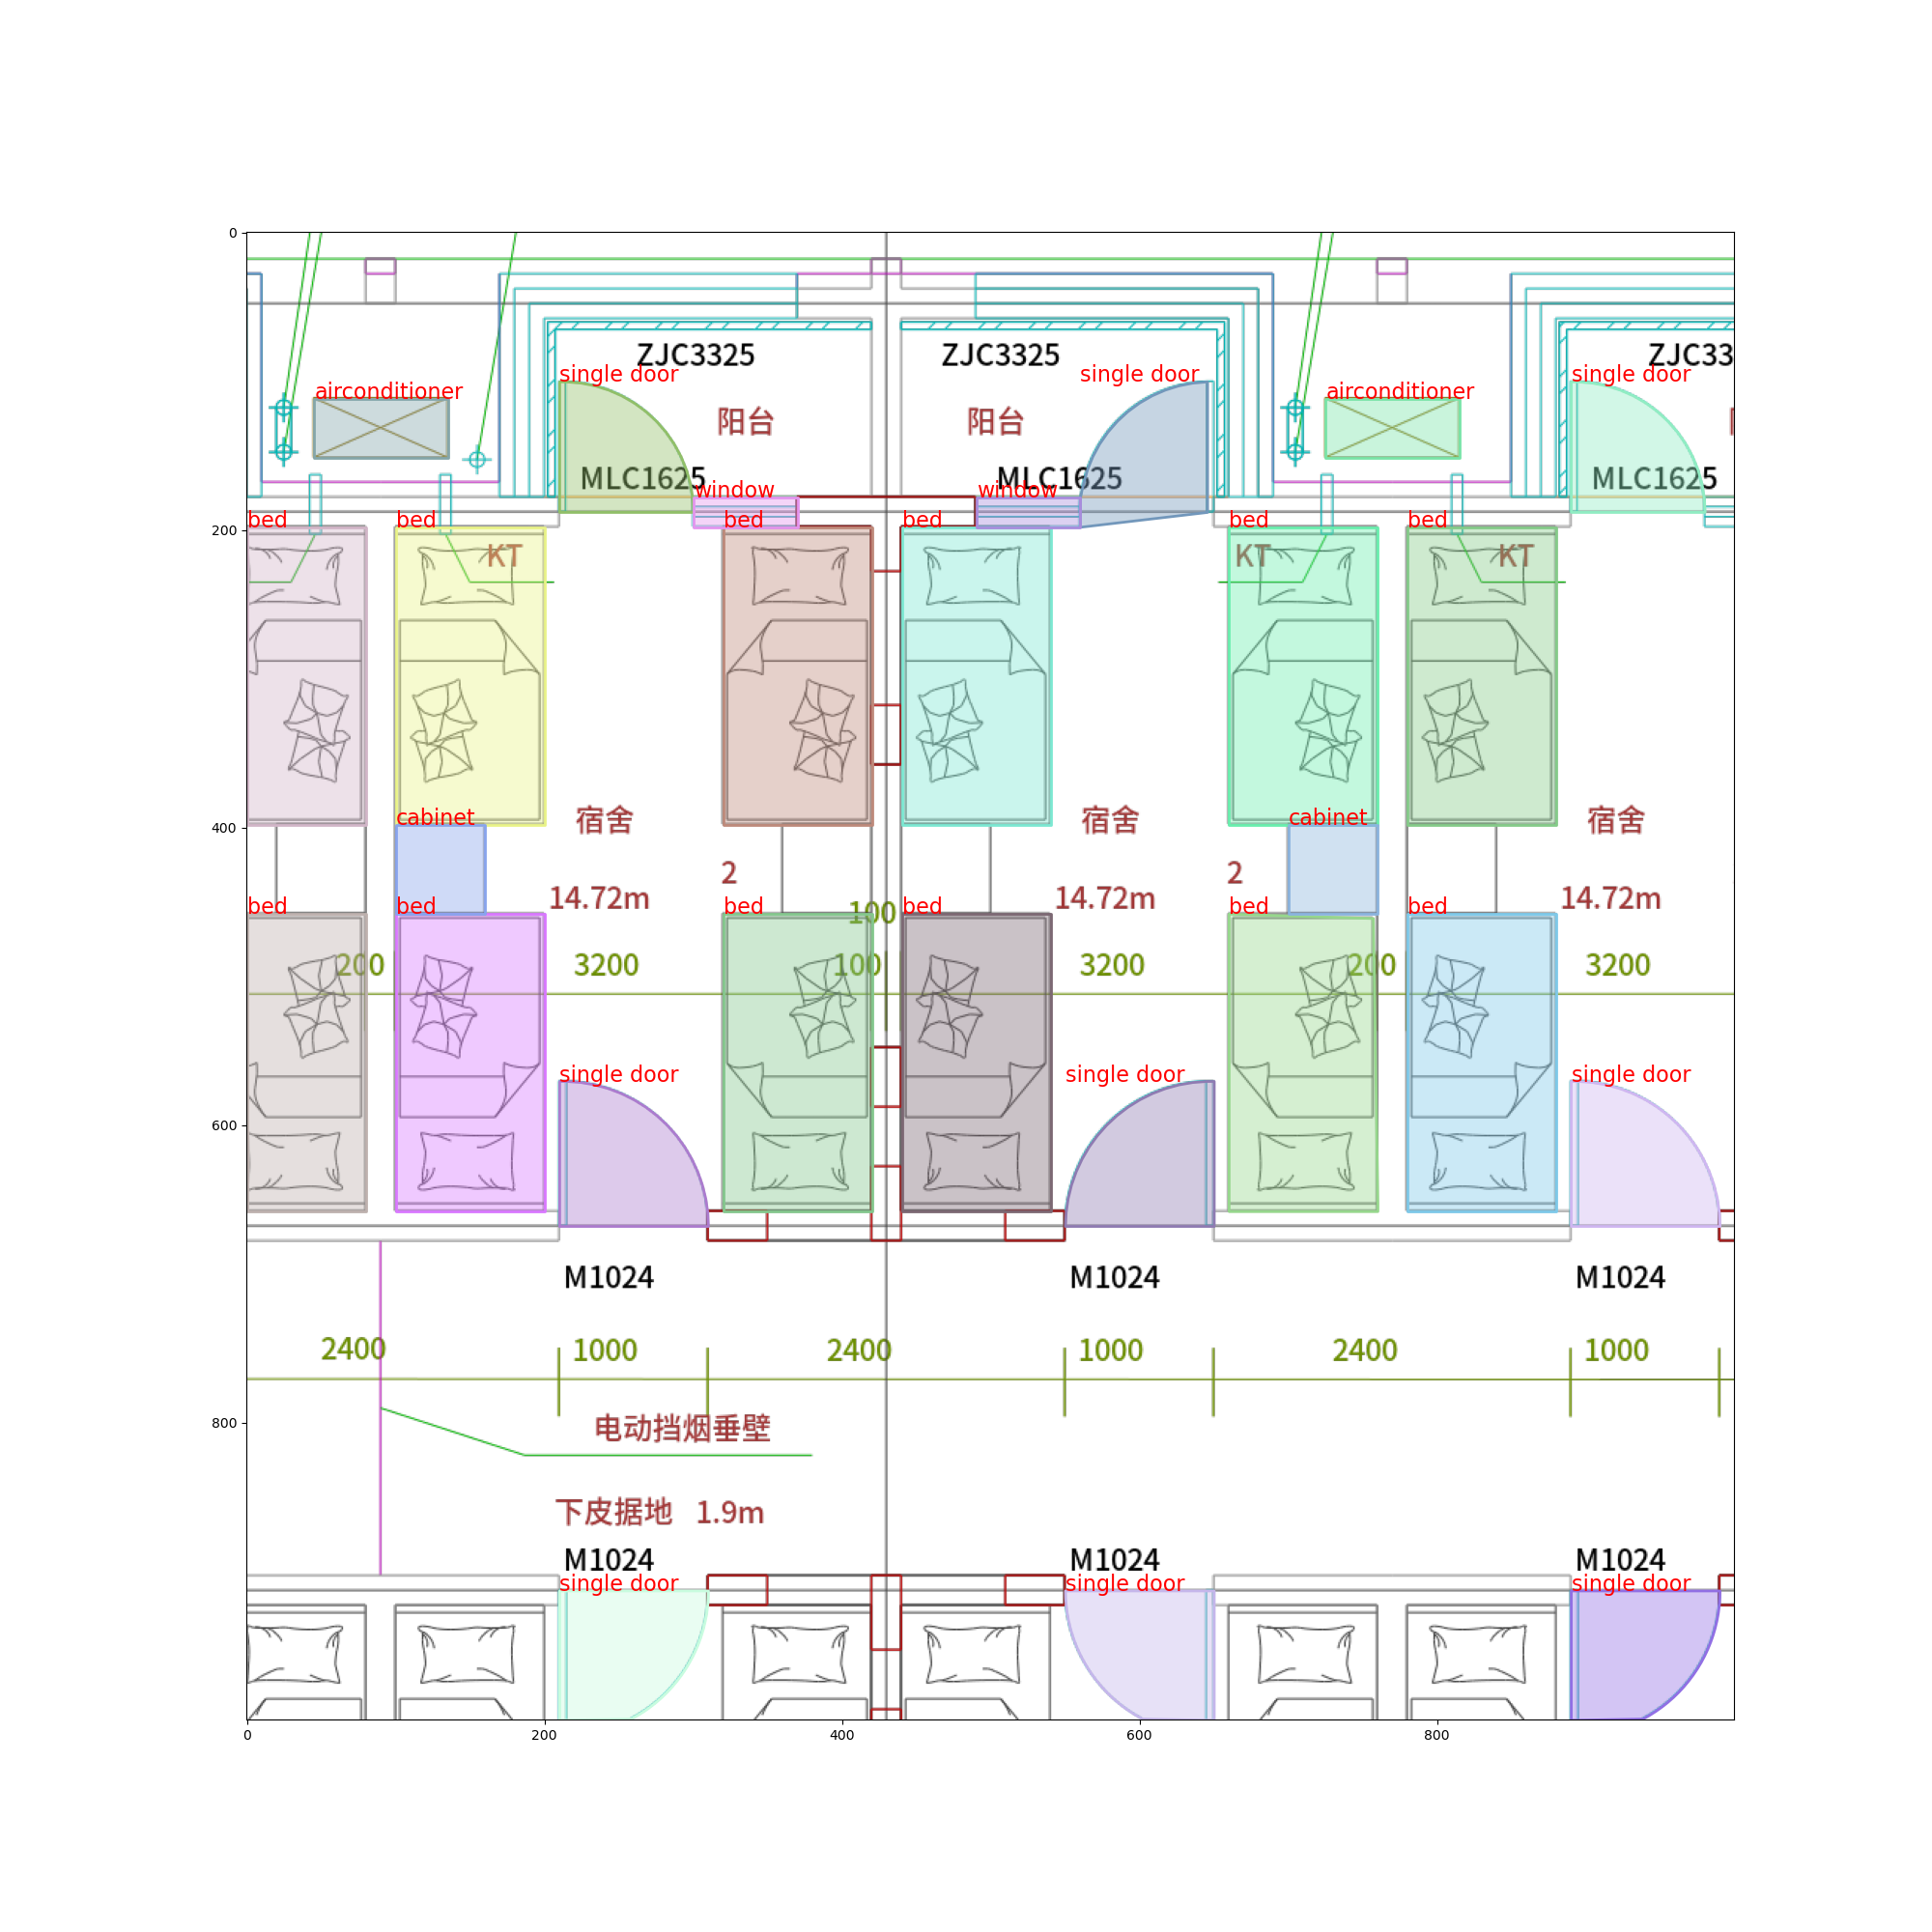 0
ZJC3325 ZJC3325 ZJC33
single door single door single door
airconditioner airconditioner
阳台 阳台
MLC1625 MLC1625 MLC1625
window window
200 bed bed bed bed bed bed
KT KT KT
400 cabinet 宿舍 宿舍 cabinet 宿舍
2 2
14.72m 14.72m 14.72m
bed bed bed 100 bed bed bed
200 3200 100 3200 200 3200
single door single door single door
600
M1024 M1024 M1024
2400 1000 2400 1000 2400 1000
800 电动挡烟垂壁
下皮据地 1.9m
M1024 M1024 M1024
single door single door single door
0 200 400 600 800